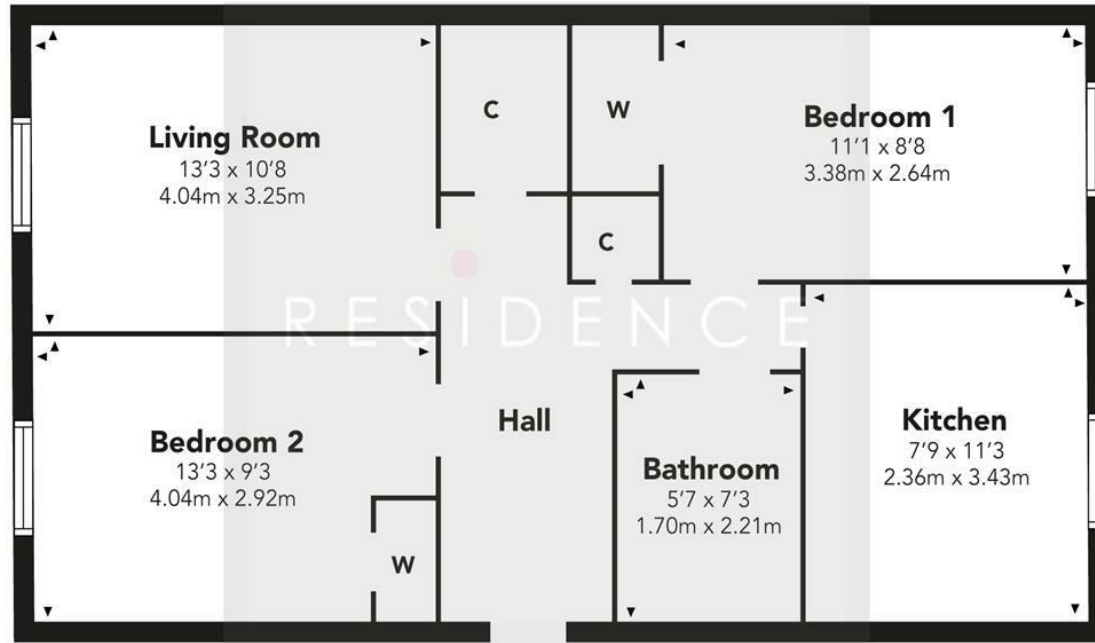 Living Room
13'3 x 10'8
4.04m x 3.25m
C
W
Bedroom 1
11'1 x 8'8
3.38m x 2.64m
C
RESIDENCE
Bedroom 2
13'3 x 9'3
4.04m x 2.92m
W
Hall
Bathroom
5'7 x 7'3
1.70m x 2.21m
Kitchen
7'9 x 11'3
2.36m x 3.43m